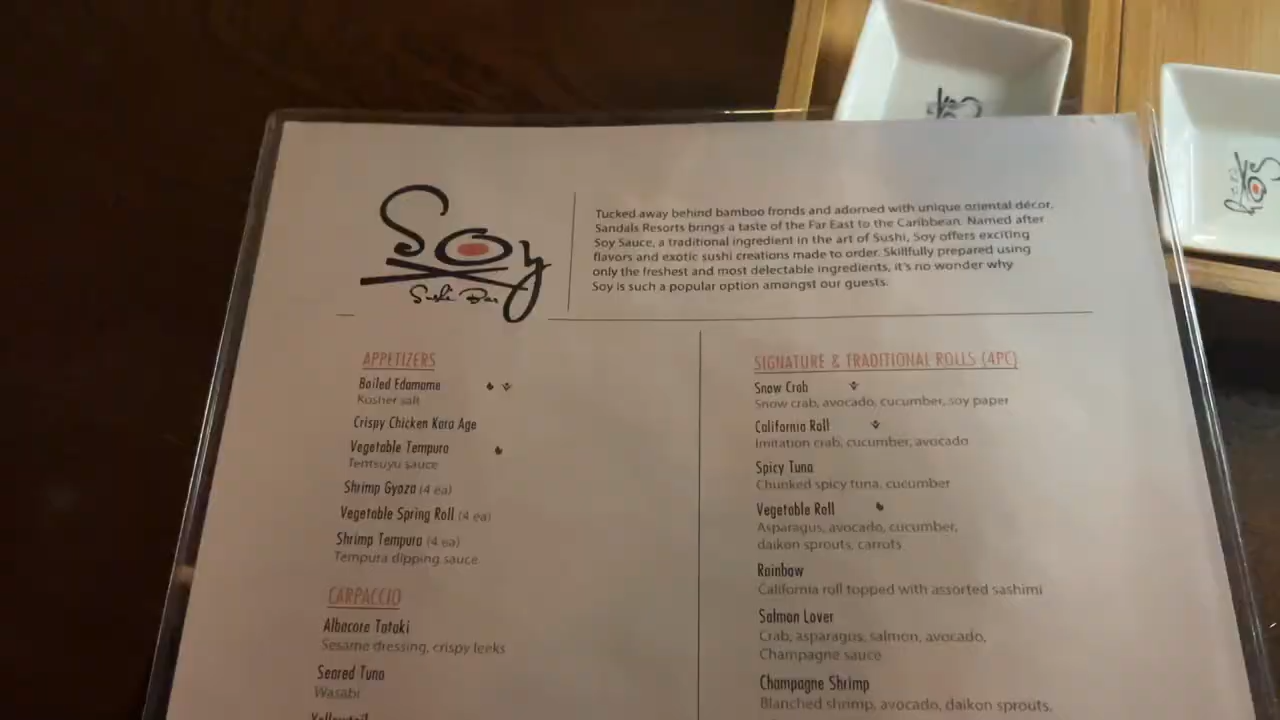 Soy
Sushi Bar
Tucked away behind bamboo fronds and adorned with unique oriental décor,
Sandals Resorts brings a taste of the Far East to the Caribbean. Named after
Soy Sauce, a traditional ingredient in the art of Sushi, Soy offers exciting
flavors and exotic sushi creations made to order. Skillfully prepared using
only the freshest and most delectable ingredients, it's no wonder why
Soy is such a popular option amongst our guests.
APPETIZERS
Boiled Edamame
Kosher salt
Crispy Chicken Kara Age
Vegetable Tempura
Tentsuyu sauce
Shrimp Gyoza (4 ea)
Vegetable Spring Roll (4 ea)
Shrimp Tempura (4 ea)
Tempura dipping sauce
CARPACCIO
Albacore Tataki
Sesame dressing, crispy leeks
Seared Tuna
Wasabi
Yellowtail
SIGNATURE & TRADITIONAL ROLLS (4PC)
Snow Crab
Snow crab, avocado, cucumber, soy paper
California Roll
Imitation crab, cucumber, avocado
Spicy Tuna
Chunked spicy tuna, cucumber
Vegetable Roll
Asparagus, avocado, cucumber,
daikon sprouts, carrots
Rainbow
California roll topped with assorted sashimi
Salmon Lover
Crab, asparagus, salmon, avocado,
Champagne sauce
Champagne Shrimp
Blanched shrimp, avocado, daikon sprouts,
Soy